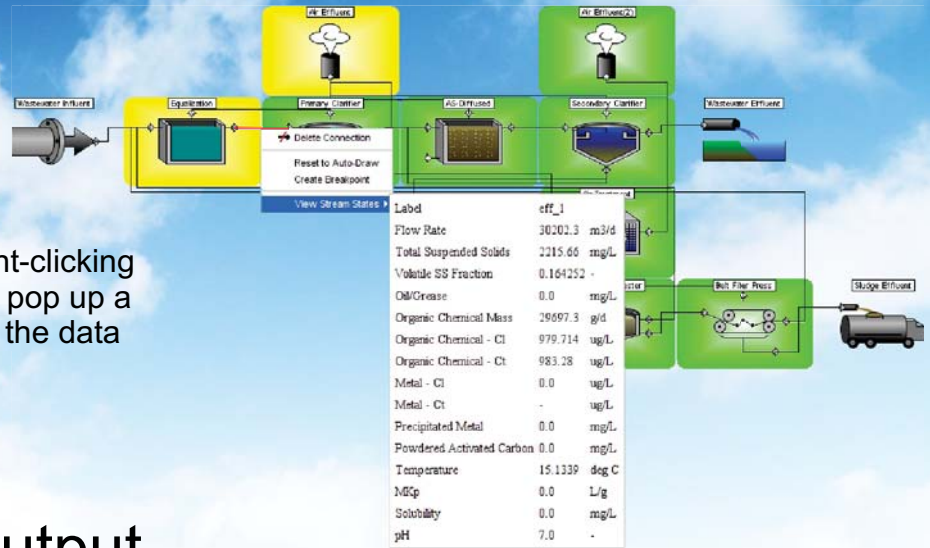 Air Effluent
Air Effluent(2)
Wastewater Influent
Equalization
Primary Clarifier
AS-Diffused
Secondary Clarifier
Wastewater Effluent
Delete Connection
Reset to Auto-Draw
Create Breakpoint
View Stream States
Label eff_1
Flow Rate 30202.3 m3/d
Total Suspended Solids 2215.66 mg/L
Volatile SS Fraction 0.164252 -
Oil/Grease 0.0 mg/L
Organic Chemical Mass 29697.3 g/d
Organic Chemical - Cl 979.714 ug/L
Organic Chemical - Ct 983.28 ug/L
Metal - Cl 0.0 ug/L
Metal - Ct - ug/L
Precipitated Metal 0.0 mg/L
Powdered Activated Carbon 0.0 mg/L
Temperature 15.1339 deg C
MKp 0.0 L/g
Solubility 0.0 mg/L
pH 7.0 -
Belt Filter Press
Sludge Effluent
nt-clicking
pop up a
the data
utput